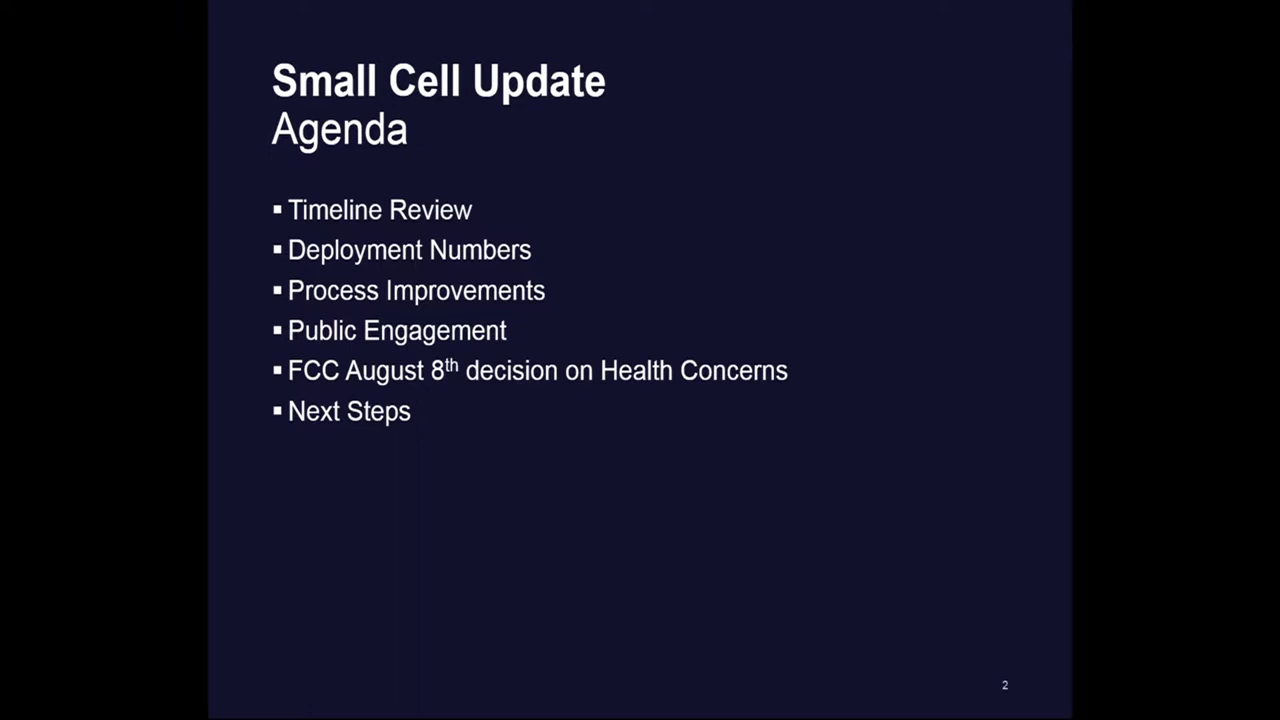 Small Cell Update
Agenda
▪ Timeline Review
▪ Deployment Numbers
▪ Process Improvements
▪ Public Engagement
▪ FCC August 8th decision on Health Concerns
▪ Next Steps
2